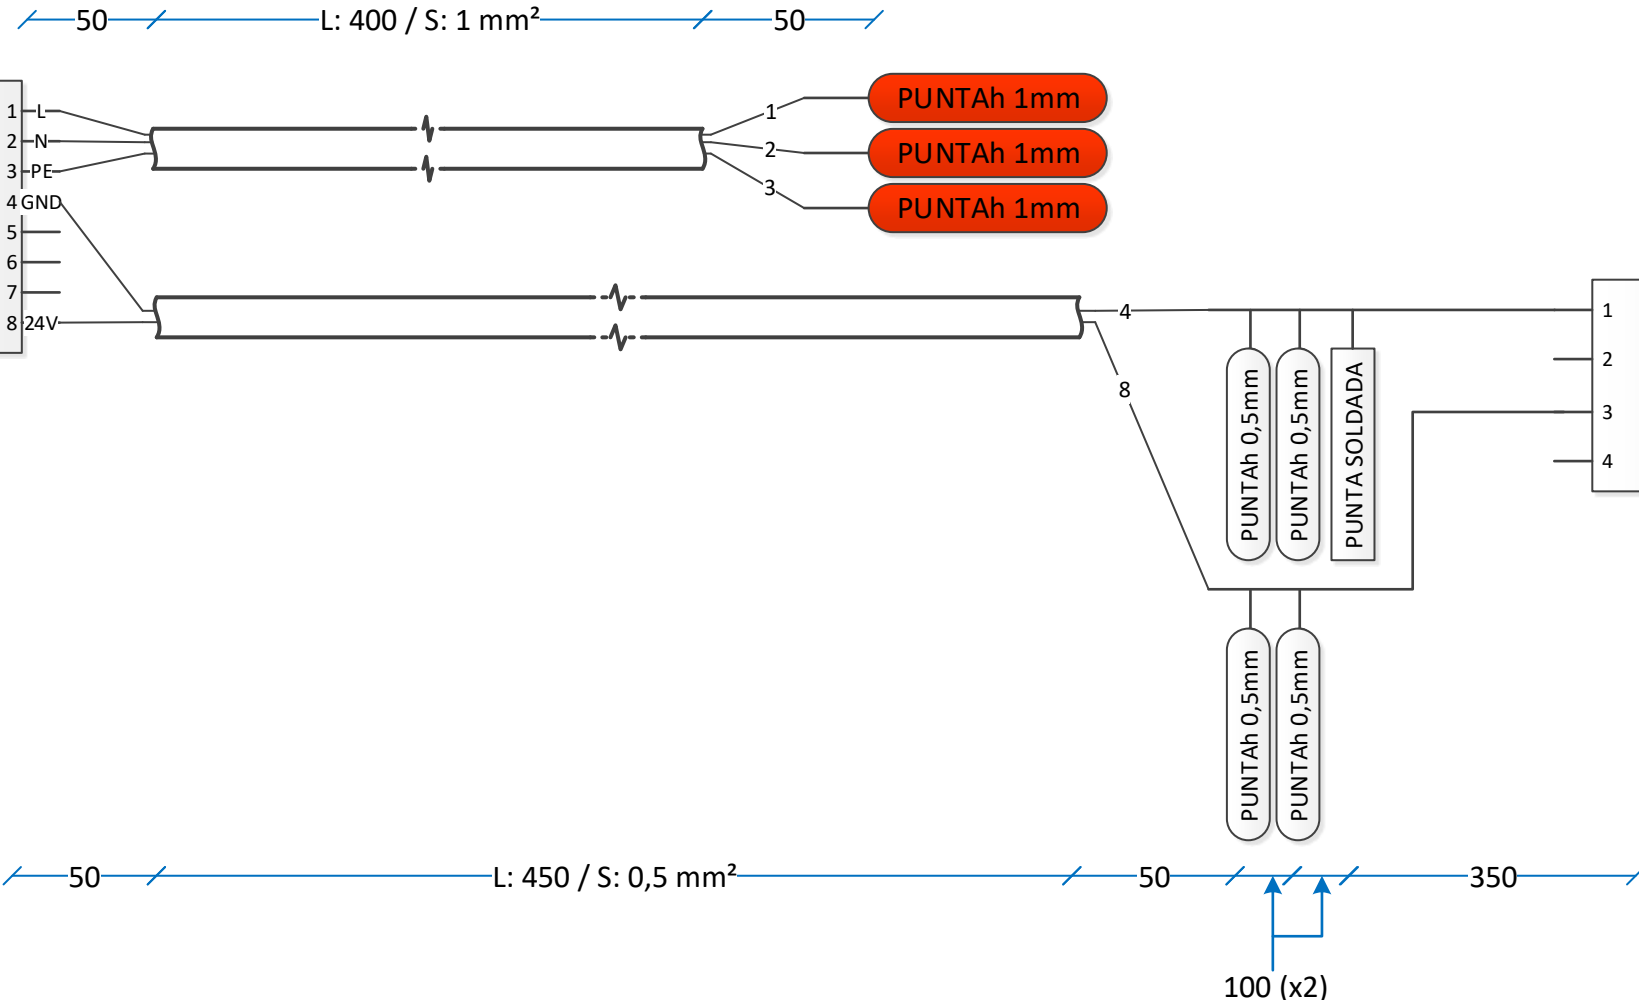 50 L: 400 / S: 1 mm² 50
1 L
2 N
3 PE
4 GND
5
6
7
8 24V
1 PUNTAh 1mm
2 PUNTAh 1mm
3 PUNTAh 1mm
4
8
PUNTAh 0,5mm
PUNTAh 0,5mm
PUNTA SOLDADA
1
2
3
4
PUNTAh 0,5mm
PUNTAh 0,5mm
50 L: 450 / S: 0,5 mm² 50 350
100 (x2)